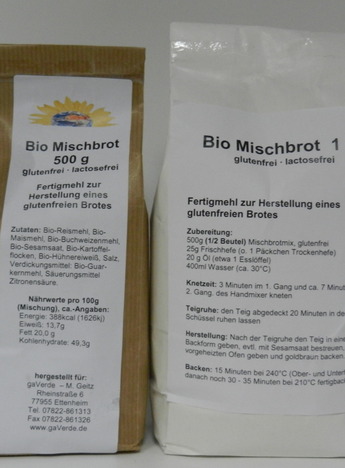 Bio Mischbrot
500 g
glutenfrei · lactosefrei
Fertigmehl zur
Herstellung eines
glutenfreien Brotes
Zutaten: Bio-Reismehl, Bio-
Maismehl, Bio-Buchweizenmehl,
Bio-Sesamsaat, Bio-Kartoffel-
flocken, Bio-Hühnereiweiß, Salz,
Verdickungsmittel: Bio-Guar-
kernmehl, Säuerungsmittel
Zitronensäure.
Nährwerte pro 100g
(Mischung), ca.-Angaben:
Energie: 388kcal (1626kj)
Eiweiß: 13,7g
Fett 20,0 g
Kohlenhydrate: 49,3g
hergestellt für:
gaVerde – M. Geitz
Rheinstraße 6
77955 Ettenheim
Tel. 07822-861313
Fax 07822-861326
www.gaVerde.de
Bio Mischbrot 1
glutenfrei · lactosefrei
Fertigmehl zur Herstellung eines
glutenfreien Brotes
Zubereitung:
500g (1/2 Beutel) Mischbrotmix, glutenfrei
25g Frischhefe (o. 1 Päckchen Trockenhefe)
20 g Öl (etwa 1 Esslöffel)
400ml Wasser (ca. 30°C)
Knetzeit: 3 Minuten im 1. Gang und ca. 7 Minut
2. Gang. des Handmixer kneten
Teigruhe: den Teig abgedeckt 20 Minuten in der
Schüssel ruhen lassen
Herstellung: Nach der Teigruhe den Teig in eine
Backform geben, evtl. mit Sesamsaat bestreuen,
vorgeheizten Ofen geben und goldbraun backen
Backen: 15 Minuten bei 240°C (Ober- und Unterh
danach noch 30 - 35 Minuten bei 210°C fertigback